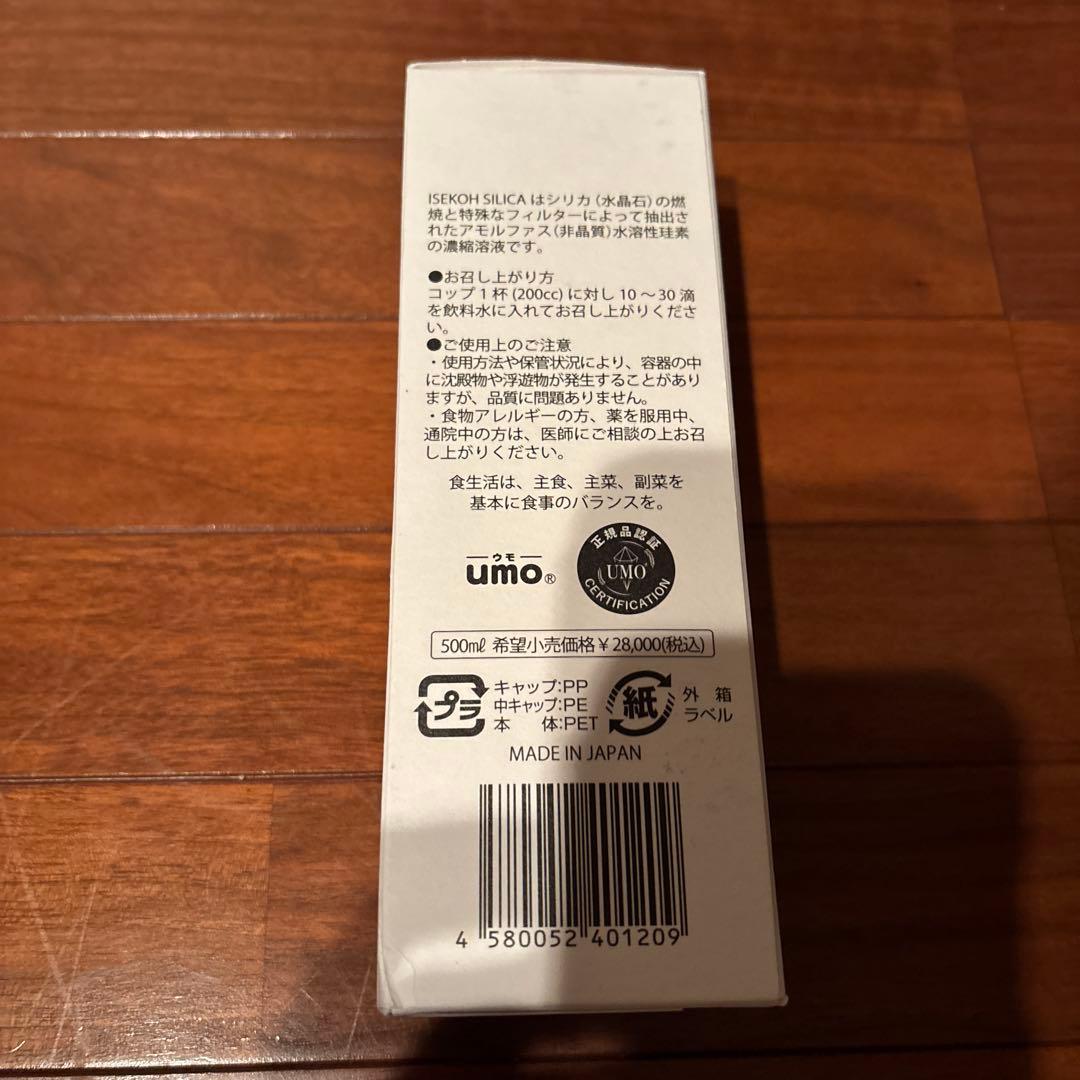 ISEKOH SILICA はシリカ（水晶石）の燃
焼と特殊なフィルターによって抽出さ
れたアモルファス（非晶質）水溶性珪素
の濃縮溶液です。
●お召し上がり方
コップ1杯(200cc)に対し10〜30滴
を飲料水に入れてお召し上がりくださ
い。
●ご使用上のご注意
・使用方法や保管状況により、容器の中
に沈殿物や浮遊物が発生することがあり
ますが、品質に問題ありません。
・食物アレルギーの方、薬を服用中、
通院中の方は、医師にご相談の上お召
し上がりください。
食生活は、主食、主菜、副菜を
基本に食事のバランスを。
ウモ
umo®
正規品認証
UMO
CERTIFICATION
500㎖ 希望小売価格￥28,000(税込)
プラ
キャップ:PP
中キャップ:PE
本　体:PET
紙
外　箱
ラベル
MADE IN JAPAN
4 580052 401209